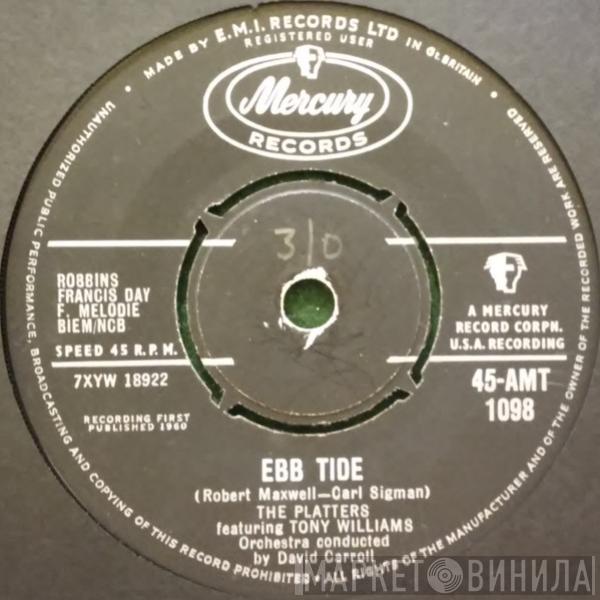 MADE BY E.M.I. RECORDS LTD IN GT. BRITAIN •
REGISTERED USER
Mercury
RECORDS
3/0
ROBBINS
FRANCIS DAY
F. MELODIE
BIEM/NCB
SPEED 45 R.P.M.
7XYW 18922
RECORDING FIRST
PUBLISHED 1960
A MERCURY
RECORD CORPN.
U.S.A. RECORDING
45-AMT
1098
EBB TIDE
(Robert Maxwell—Carl Sigman)
THE PLATTERS
featuring TONY WILLIAMS
Orchestra conducted
by David Carroll
UNAUTHORIZED PUBLIC PERFORMANCE, BROADCASTING AND COPYING OF THIS RECORD PROHIBITED • ALL RIGHTS OF THE MANUFACTURER AND OF THE OWNER OF THE RECORDED WORK ARE RESERVED
МАРКЕТ ВИНИЛА